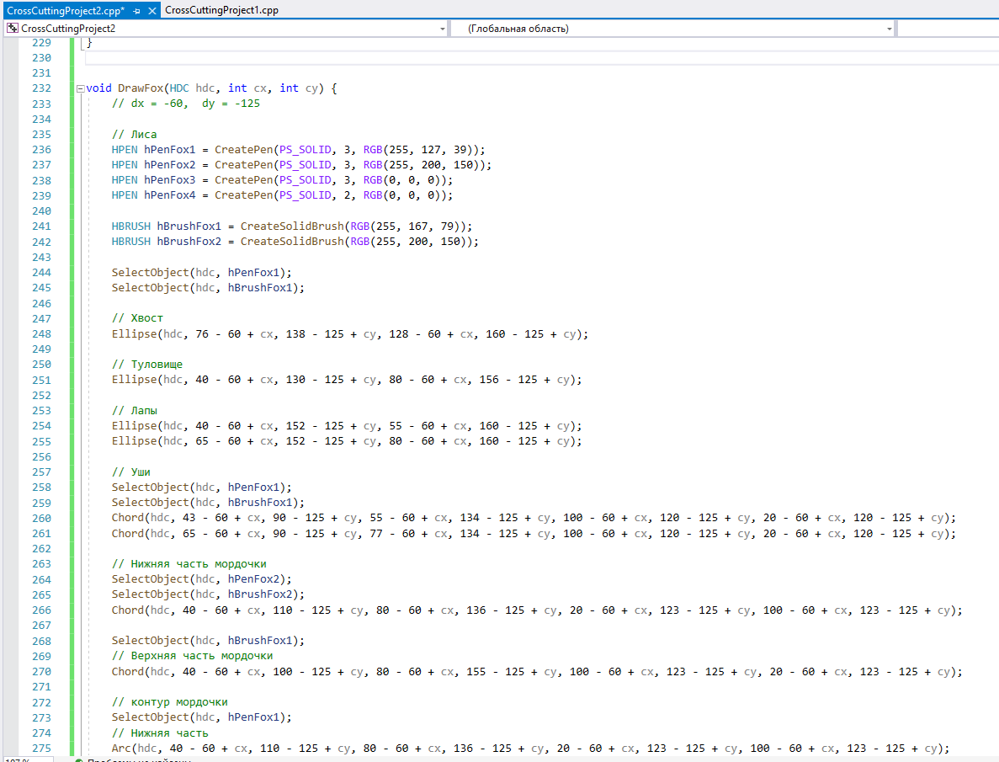 CrossCuttingProject2.cpp* CrossCuttingProject1.cpp
CrossCuttingProject2 (Глобальная область)
229 }
230
231
232 void DrawFox(HDC hdc, int cx, int cy) {
233 // dx = -60, dy = -125
234
235 // Лиса
236 HPEN hPenFox1 = CreatePen(PS_SOLID, 3, RGB(255, 127, 39));
237 HPEN hPenFox2 = CreatePen(PS_SOLID, 3, RGB(255, 200, 150));
238 HPEN hPenFox3 = CreatePen(PS_SOLID, 3, RGB(0, 0, 0));
239 HPEN hPenFox4 = CreatePen(PS_SOLID, 2, RGB(0, 0, 0));
240
241 HBRUSH hBrushFox1 = CreateSolidBrush(RGB(255, 167, 79));
242 HBRUSH hBrushFox2 = CreateSolidBrush(RGB(255, 200, 150));
243
244 SelectObject(hdc, hPenFox1);
245 SelectObject(hdc, hBrushFox1);
246
247 // Хвост
248 Ellipse(hdc, 76 - 60 + cx, 138 - 125 + cy, 128 - 60 + cx, 160 - 125 + cy);
249
250 // Туловище
251 Ellipse(hdc, 40 - 60 + cx, 130 - 125 + cy, 80 - 60 + cx, 156 - 125 + cy);
252
253 // Лапы
254 Ellipse(hdc, 40 - 60 + cx, 152 - 125 + cy, 55 - 60 + cx, 160 - 125 + cy);
255 Ellipse(hdc, 65 - 60 + cx, 152 - 125 + cy, 80 - 60 + cx, 160 - 125 + cy);
256
257 // Уши
258 SelectObject(hdc, hPenFox1);
259 SelectObject(hdc, hBrushFox1);
260 Chord(hdc, 43 - 60 + cx, 90 - 125 + cy, 55 - 60 + cx, 134 - 125 + cy, 100 - 60 + cx, 120 - 125 + cy, 20 - 60 + cx, 120 - 125 + cy);
261 Chord(hdc, 65 - 60 + cx, 90 - 125 + cy, 77 - 60 + cx, 134 - 125 + cy, 100 - 60 + cx, 120 - 125 + cy, 20 - 60 + cx, 120 - 125 + cy);
262
263 // Нижняя часть мордочки
264 SelectObject(hdc, hPenFox2);
265 SelectObject(hdc, hBrushFox2);
266 Chord(hdc, 40 - 60 + cx, 110 - 125 + cy, 80 - 60 + cx, 136 - 125 + cy, 20 - 60 + cx, 123 - 125 + cy, 100 - 60 + cx, 123 - 125 + cy);
267
268 SelectObject(hdc, hBrushFox1);
269 // Верхняя часть мордочки
270 Chord(hdc, 40 - 60 + cx, 100 - 125 + cy, 80 - 60 + cx, 155 - 125 + cy, 100 - 60 + cx, 123 - 125 + cy, 20 - 60 + cx, 123 - 125 + cy);
271
272 // контур мордочки
273 SelectObject(hdc, hPenFox1);
274 // Нижняя часть
275 Arc(hdc, 40 - 60 + cx, 110 - 125 + cy, 80 - 60 + cx, 136 - 125 + cy, 20 - 60 + cx, 123 - 125 + cy, 100 - 60 + cx, 123 - 125 + cy);